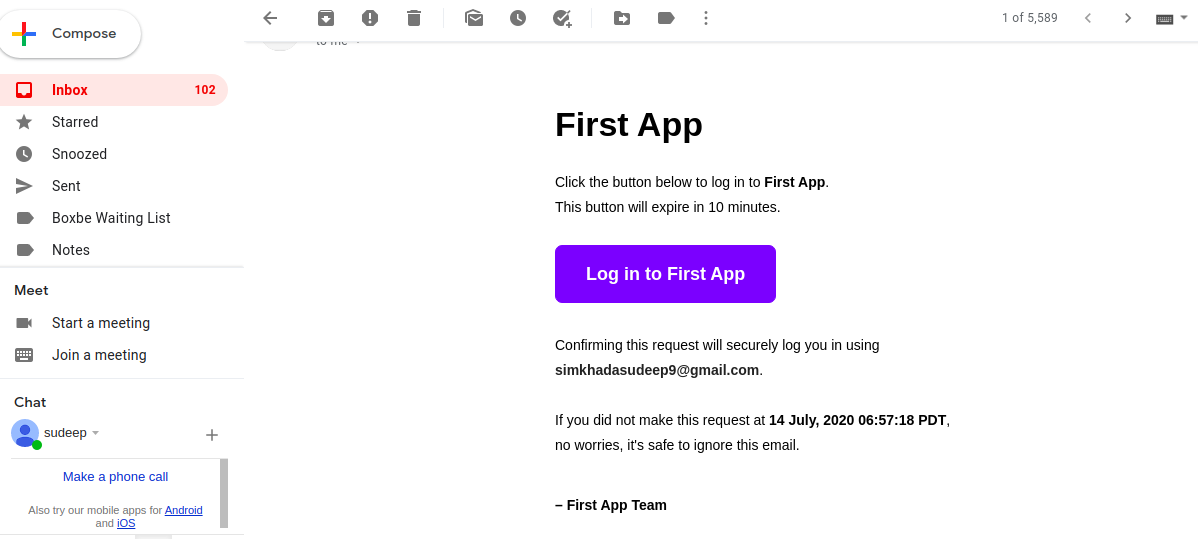 Compose
1 of 5,589
to me
Inbox 102
Starred
Snoozed
Sent
Boxbe Waiting List
Notes
Meet
Start a meeting
Join a meeting
Chat
sudeep
Make a phone call
Also try our mobile apps for Android
and iOS
First App
Click the button below to log in to First App.
This button will expire in 10 minutes.
Log in to First App
Confirming this request will securely log you in using
simkhadasudeep9@gmail.com.
If you did not make this request at 14 July, 2020 06:57:18 PDT,
no worries, it's safe to ignore this email.
– First App Team